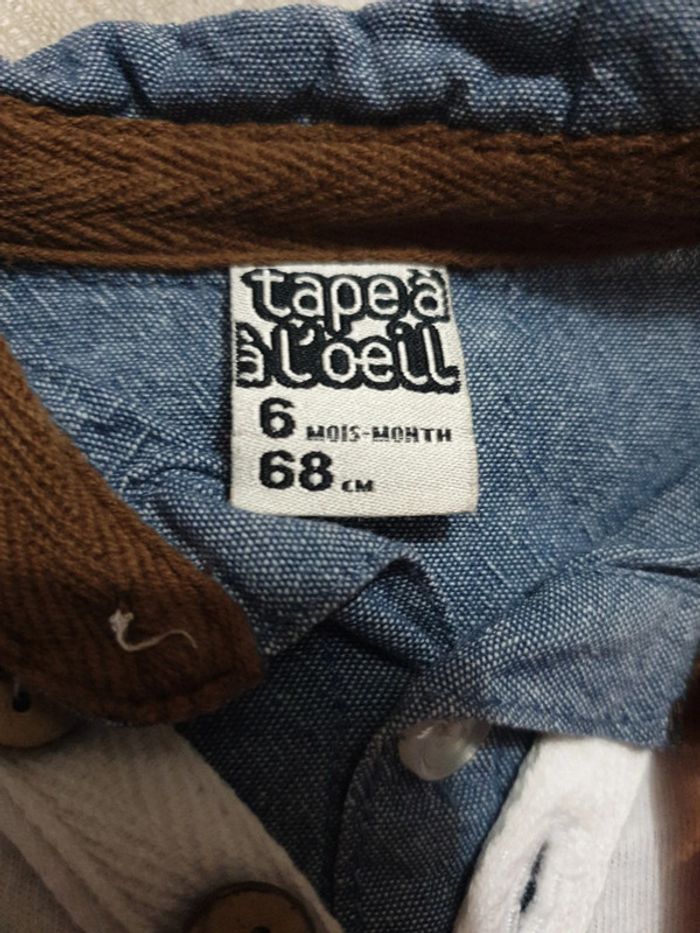 tape à
à l'oeil
6 MOIS-MONTH
68 CM